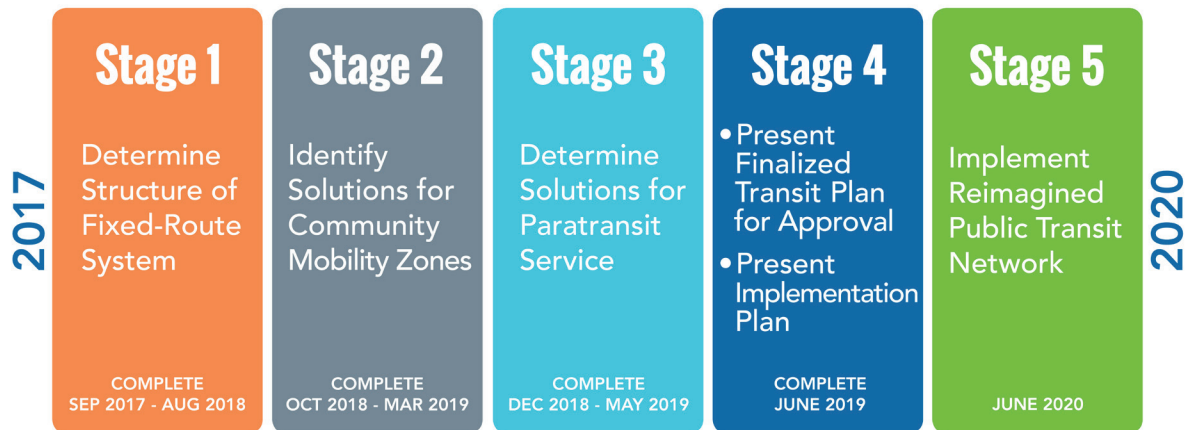 2017
Stage 1
Determine
Structure of
Fixed-Route
System
COMPLETE
SEP 2017 - AUG 2018
Stage 2
Identify
Solutions for
Community
Mobility Zones
COMPLETE
OCT 2018 - MAR 2019
Stage 3
Determine
Solutions for
Paratransit
Service
COMPLETE
DEC 2018 - MAY 2019
Stage 4
• Present
Finalized
Transit Plan
for Approval
• Present
Implementation
Plan
COMPLETE
JUNE 2019
Stage 5
Implement
Reimagined
Public Transit
Network
JUNE 2020
2020